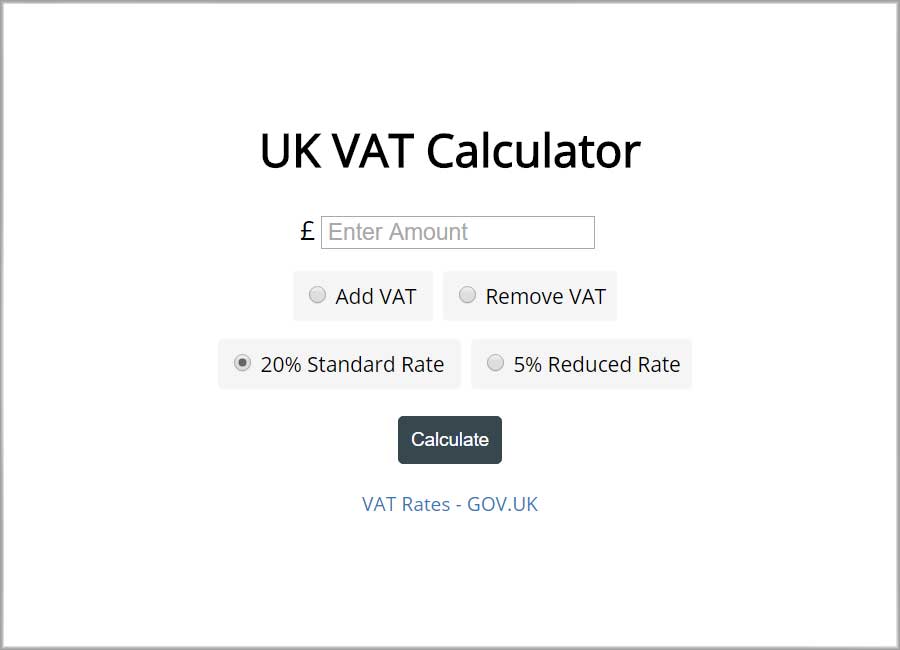 UK VAT Calculator
£ Enter Amount
Add VAT Remove VAT
20% Standard Rate 5% Reduced Rate
Calculate
VAT Rates - GOV.UK